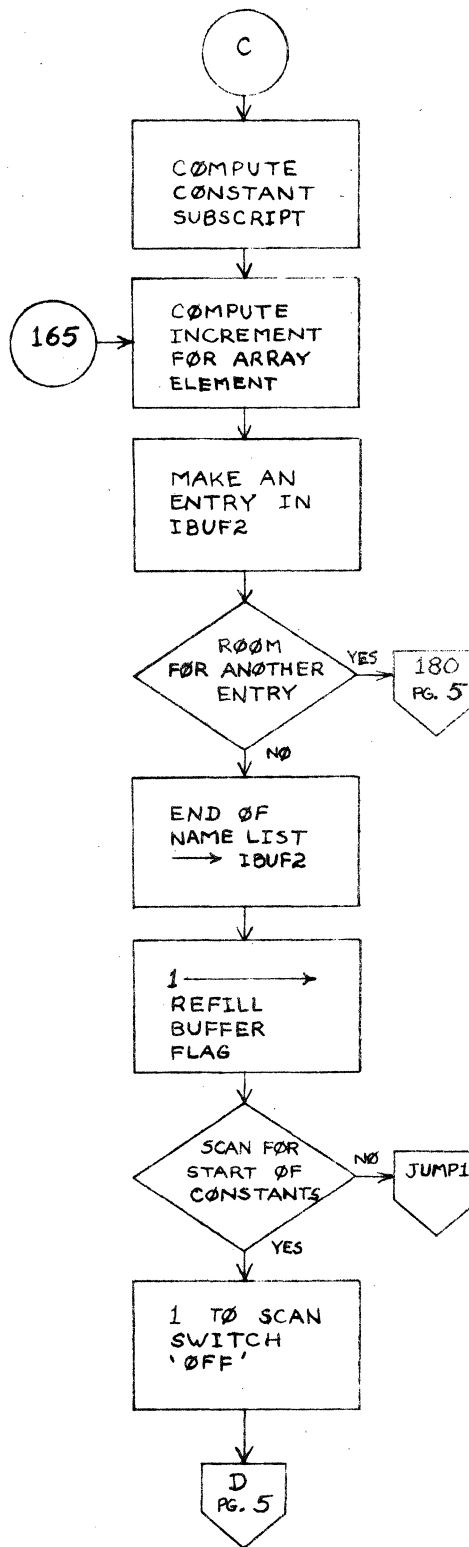 C
CØMPUTE
CØNSTANT
SUBSCRIPT
165
CØMPUTE
INCREMENT
FØR ARRAY
ELEMENT
MAKE AN
ENTRY IN
IBUF2
RØØM
FØR ANØTHER
ENTRY
YES
180
PG. 5
NØ
END ØF
NAME LIST
→ IBUF2
1 →
REFILL
BUFFER
FLAG
SCAN FØR
START ØF
CØNSTANTS
NØ
JUMP1
YES
1 TØ SCAN
SWITCH
'ØFF'
D
PG. 5